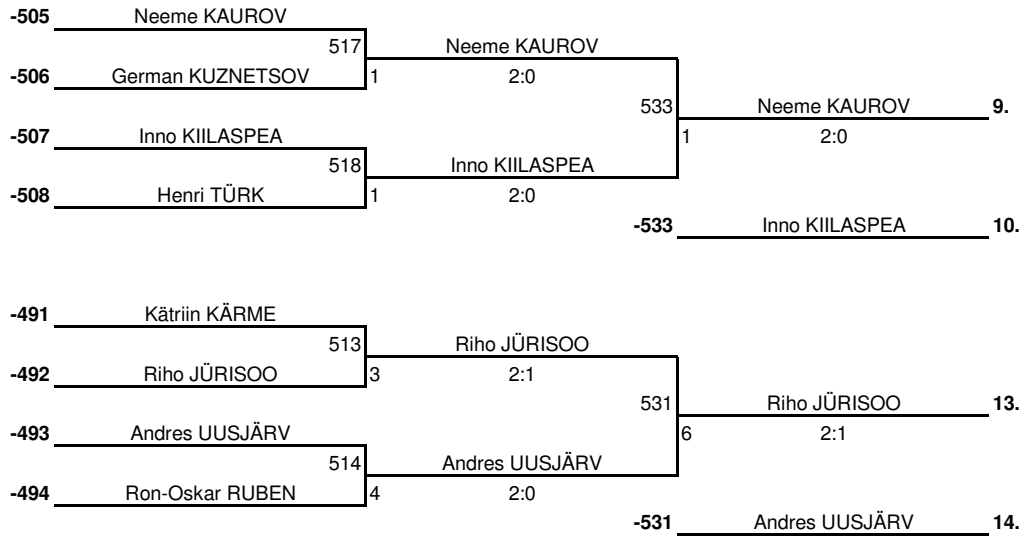 -505 Neeme KAUROV
517 Neeme KAUROV
-506 German KUZNETSOV 1 2:0
533 Neeme KAUROV 9.
-507 Inno KIILASPEA 1 2:0
518 Inno KIILASPEA
-508 Henri TÜRK 1 2:0
-533 Inno KIILASPEA 10.
-491 Kätriin KÄRME
513 Riho JÜRISOO
-492 Riho JÜRISOO 3 2:1
531 Riho JÜRISOO 13.
-493 Andres UUSJÄRV 6 2:1
514 Andres UUSJÄRV
-494 Ron-Oskar RUBEN 4 2:0
-531 Andres UUSJÄRV 14.